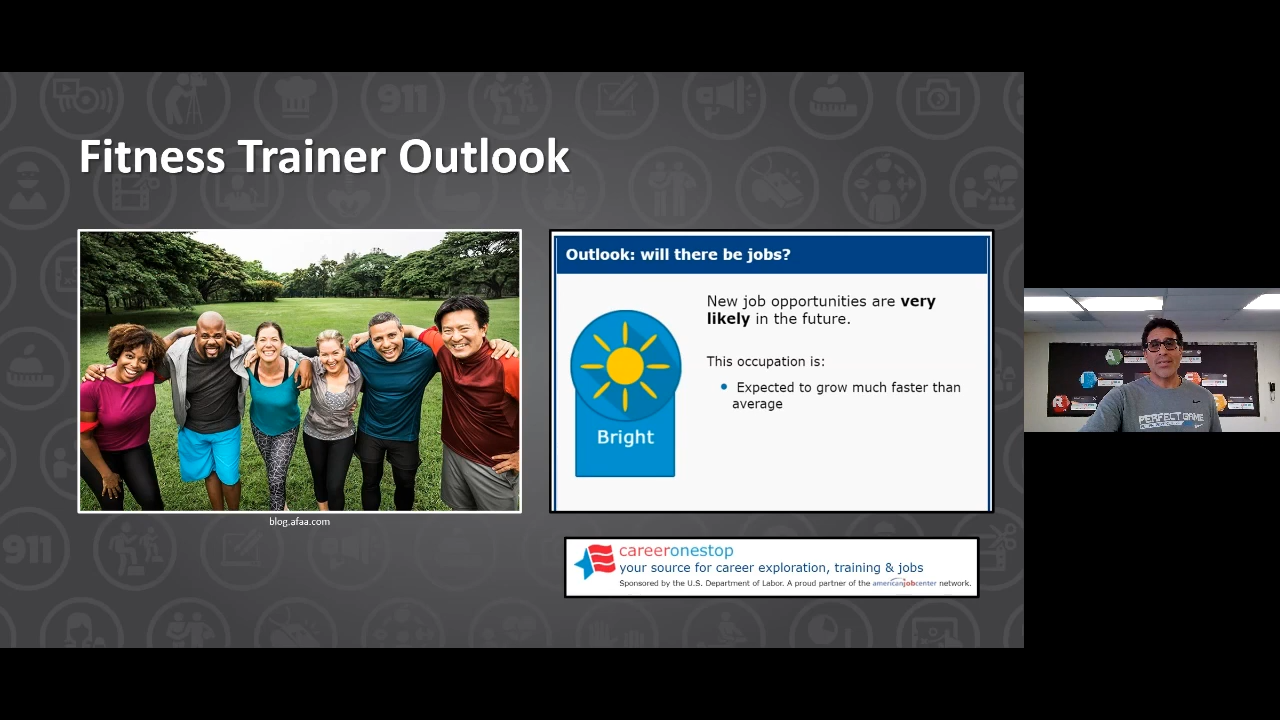 911
Fitness Trainer Outlook
Outlook: will there be jobs?
New job opportunities are very
likely in the future.
This occupation is:
• Expected to grow much faster than
average
Bright
blog.afaa.com
911
careeronestop
your source for career exploration, training & jobs
Sponsored by the U.S. Department of Labor. A proud partner of the americanjobcenter network.
PERFECT GAME